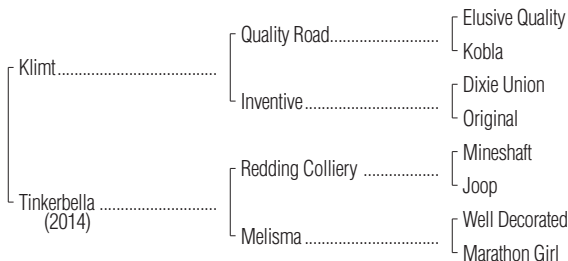 Elusive Quality
Quality Road
Kobla
Klimt
Dixie Union
Inventive
Original
Mineshaft
Redding Colliery
Joop
Tinkerbella
(2014)
Well Decorated
Melisma
Marathon Girl